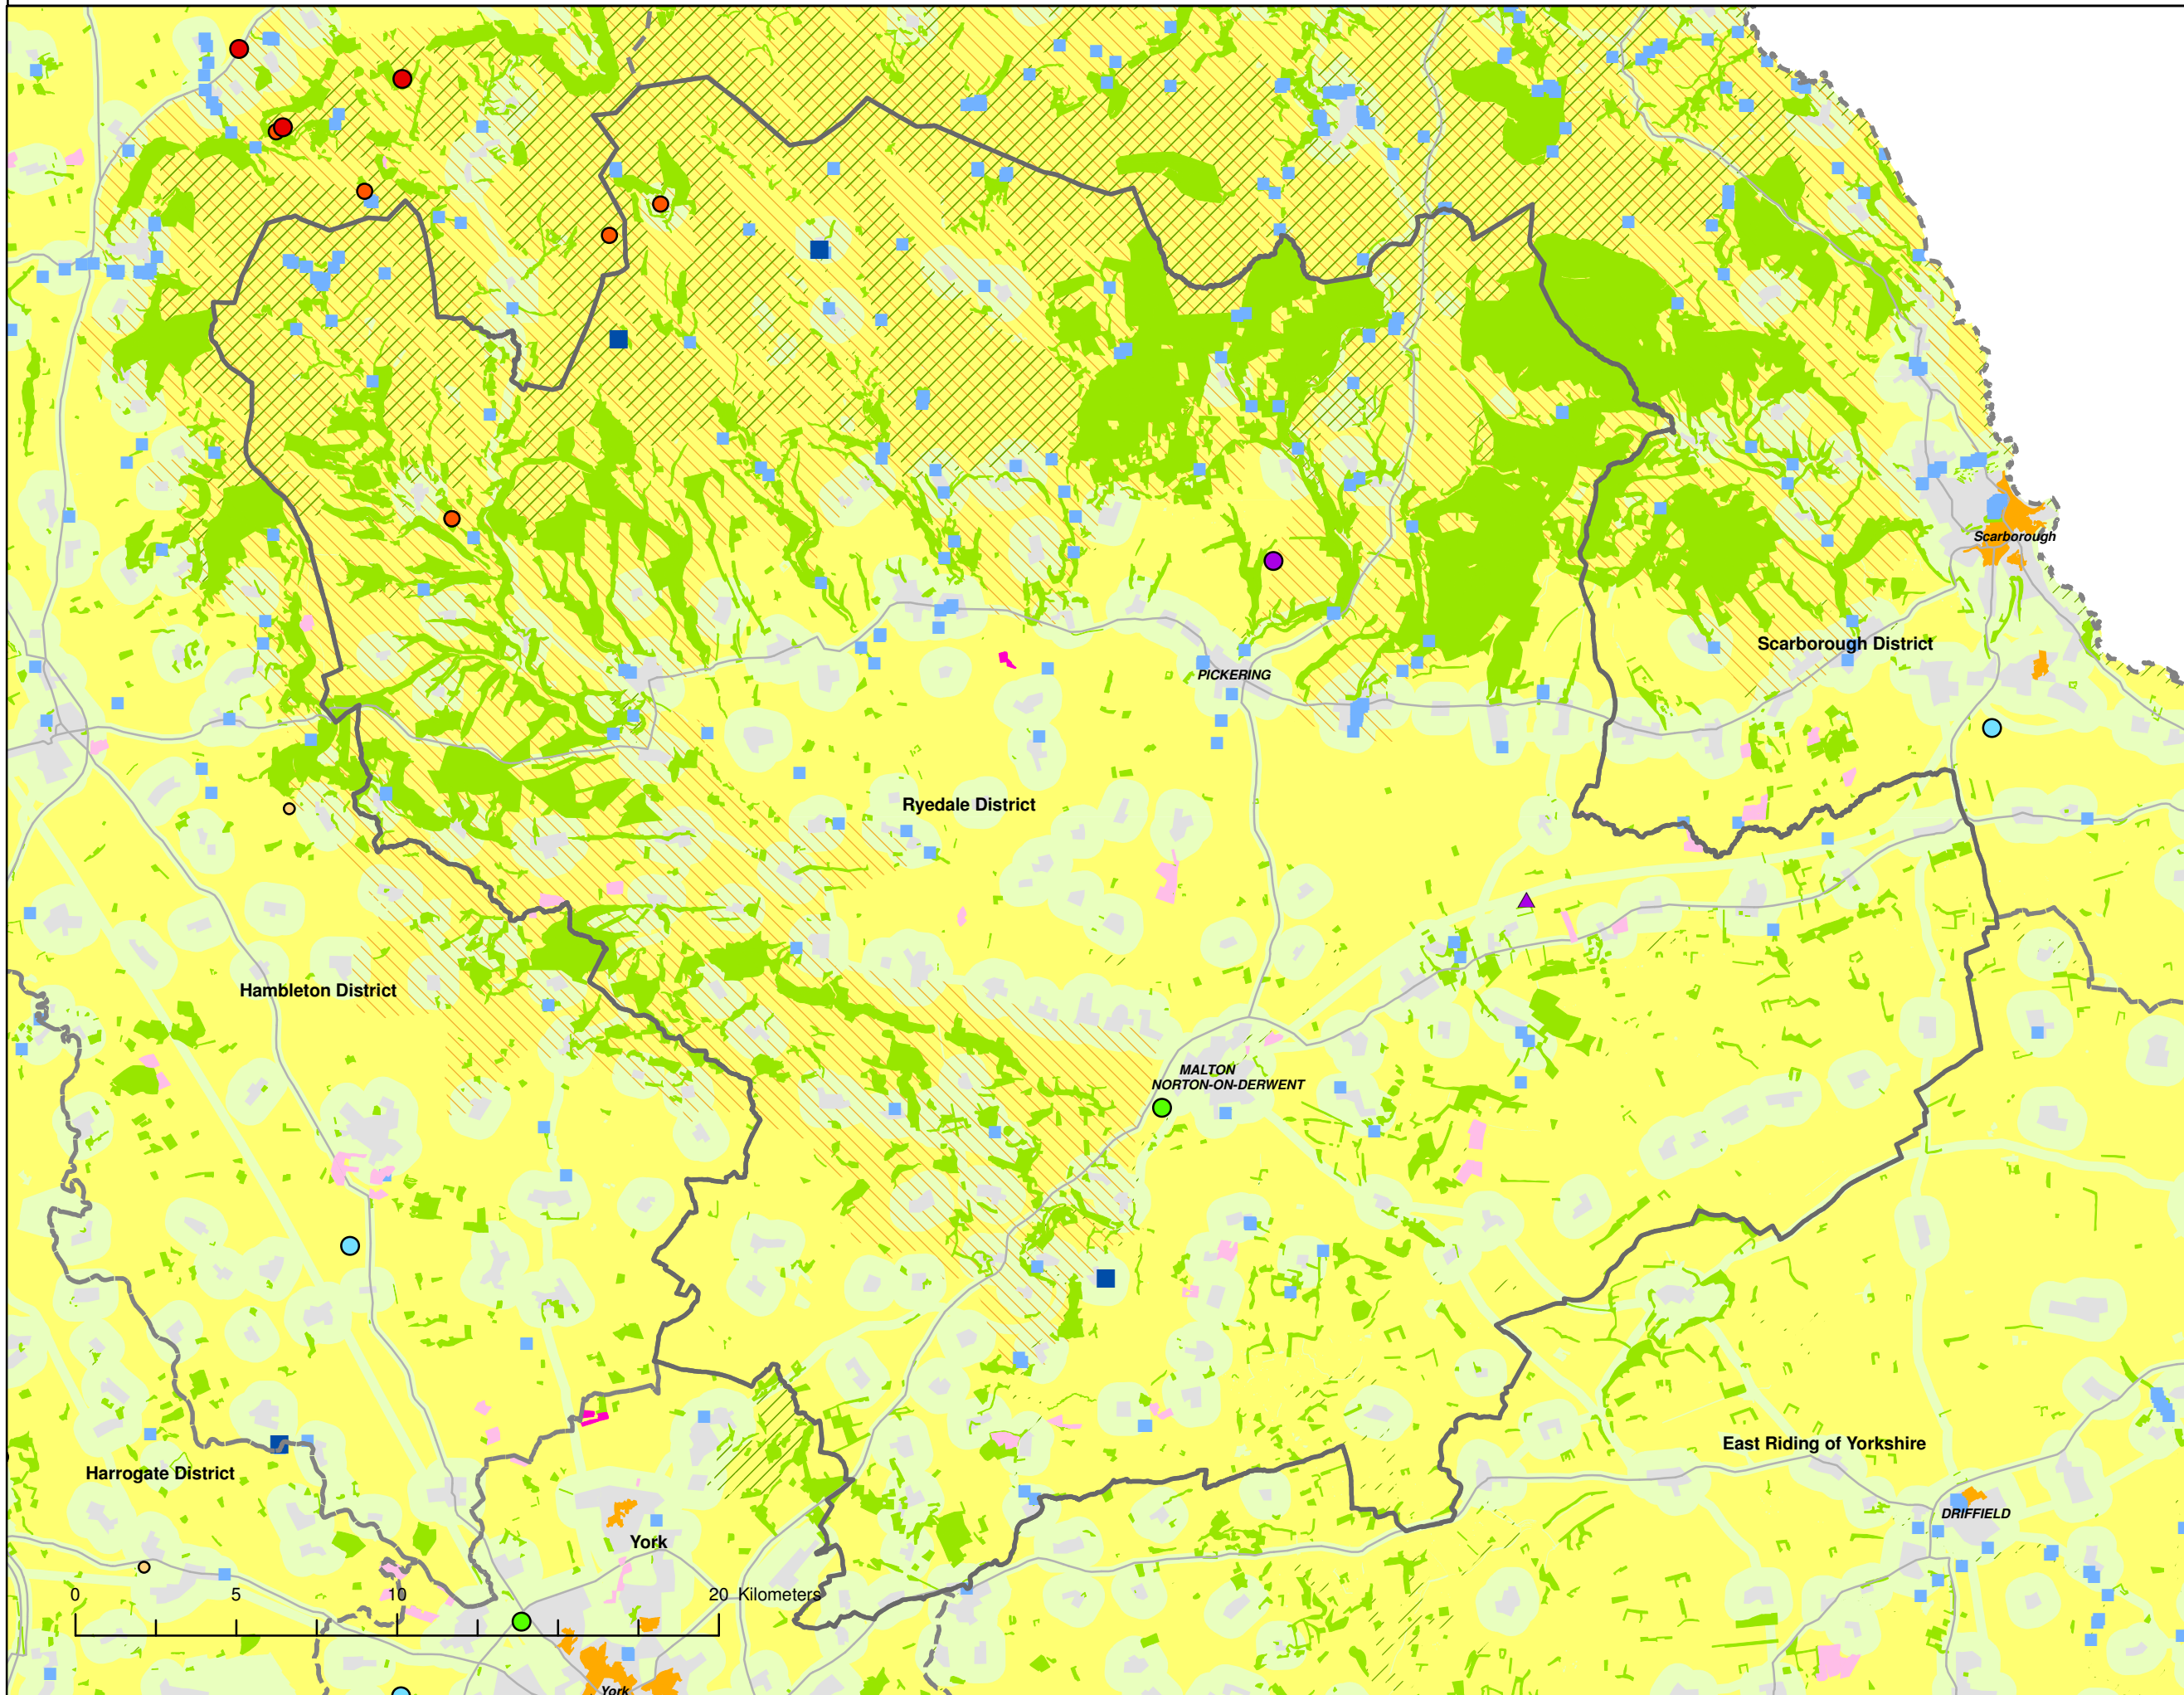 Scarborough
Scarborough District
PICKERING
Ryedale District
Hambleton District
MALTON
NORTON-ON-DERWENT
East Riding of Yorkshire
Harrogate District
DRIFFIELD
York
0 5 10 20 Kilometers
York